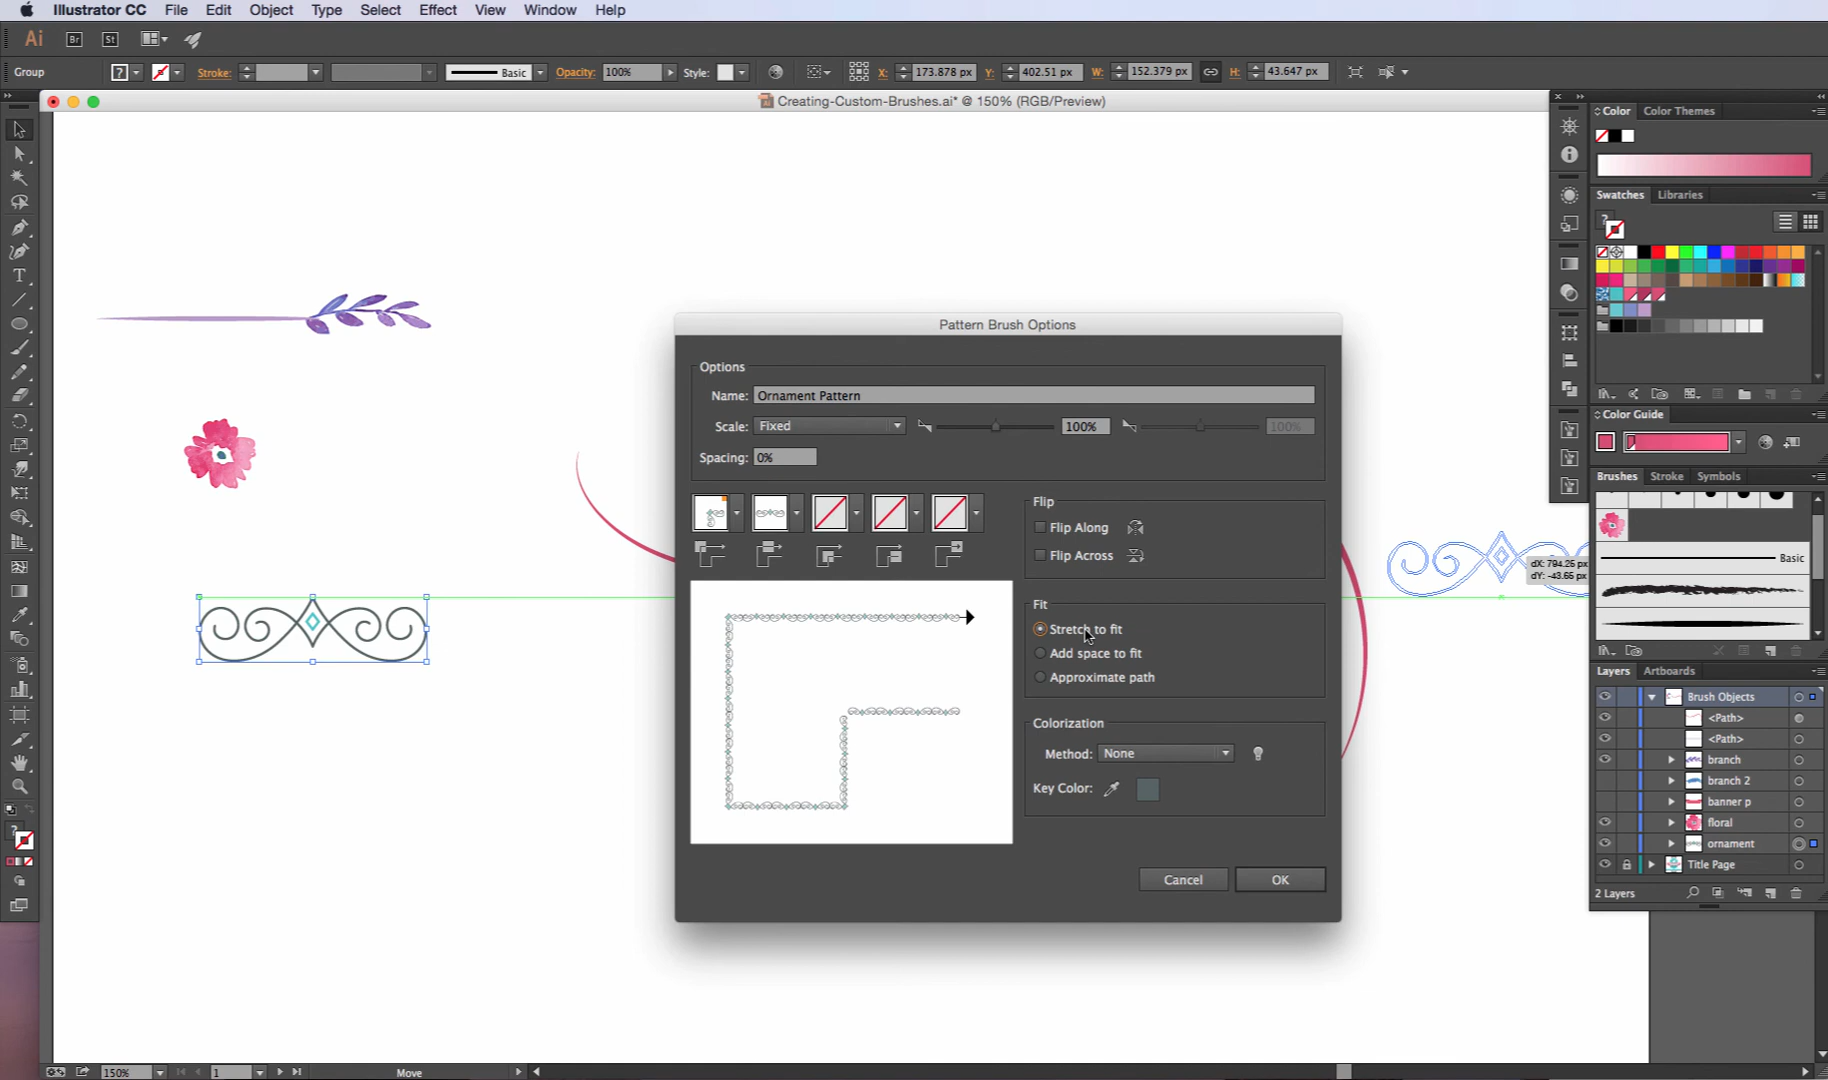 Illustrator CC File Edit Object Type Select Effect View Window Help
Ai Br St
Group ? Stroke: Basic Opacity: 100% Style: X: 173.878 px Y: 402.51 px W: 152.379 px H: 43.647 px
Creating-Custom-Brushes.ai* @ 150% (RGB/Preview)
Color Color Themes
Swatches Libraries
?
Color Guide
Brushes Stroke Symbols
Basic
dX: 794.25 px
dY: -43.65 px
Layers Artboards
Brush Objects
<Path>
<Path>
branch
branch 2
banner p
floral
ornament
Title Page
2 Layers
Pattern Brush Options
Options
Name: Ornament Pattern
Scale: Fixed 100% 100%
Spacing: 0%
Flip
Flip Along
Flip Across
Fit
Stretch to fit
Add space to fit
Approximate path
Colorization
Method: None
Key Color:
Cancel OK
T
?
150% 1 Move